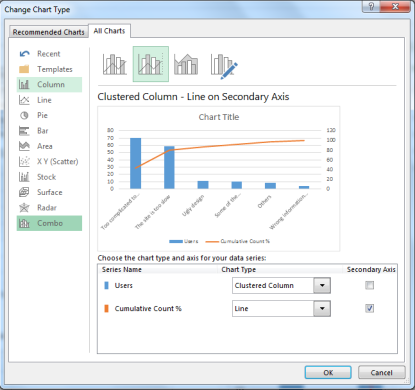 Change Chart Type
? X
Recommended Charts
All Charts
Recent
Templates
Column
Line
Pie
Bar
Area
X Y (Scatter)
Stock
Surface
Radar
Combo
Clustered Column - Line on Secondary Axis
Chart Title
80
70
60
50
40
30
20
10
0
120
100
80
60
40
20
0
Too complicated to...
The site is too slow
Ugly design
Some of the...
Others
Wrong information...
Users
Cumulative Count %
Choose the chart type and axis for your data series:
Series Name Chart Type Secondary Axis
Users Clustered Column
Cumulative Count % Line
OK Cancel